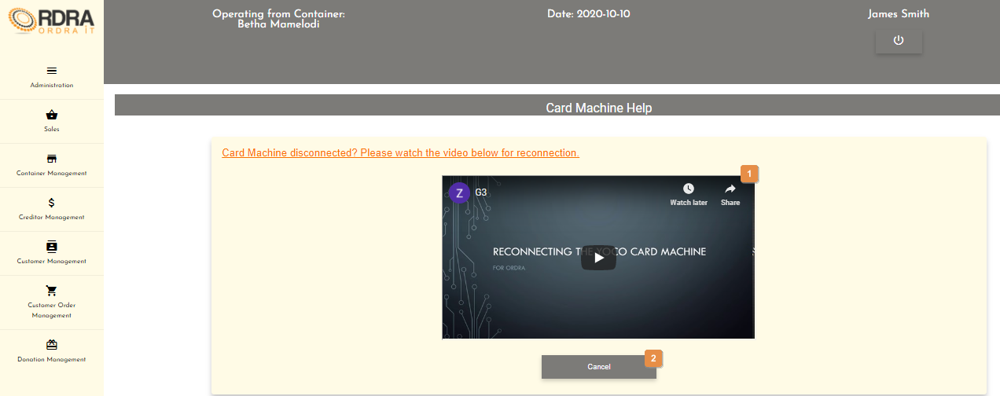 RDRA
ORDRA IT
Operating from Container:
Betha Mamelodi
Date: 2020-10-10
James Smith
Administration
Sales
Container Management
Creditor Management
Customer Management
Customer Order
Management
Donation Management
Card Machine Help
Card Machine disconnected? Please watch the video below for reconnection.
1
Z G3
Watch later
Share
RECONNECTING THE YOCO CARD MACHINE
FOR ORDRA
Cancel
2